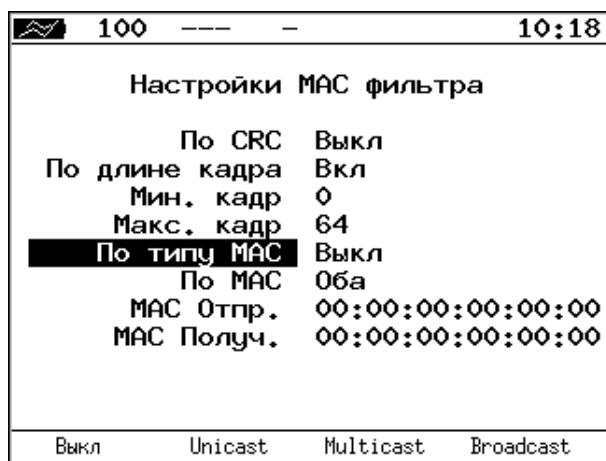 100 --- - 10:18
Настройки MAC фильтра
По CRC Выкл
По длине кадра Вкл
Мин. кадр 0
Макс. кадр 64
По типу MAC Выкл
По MAC Оба
MAC Отпр. 00:00:00:00:00:00
MAC Получ. 00:00:00:00:00:00
Выкл Unicast Multicast Broadcast